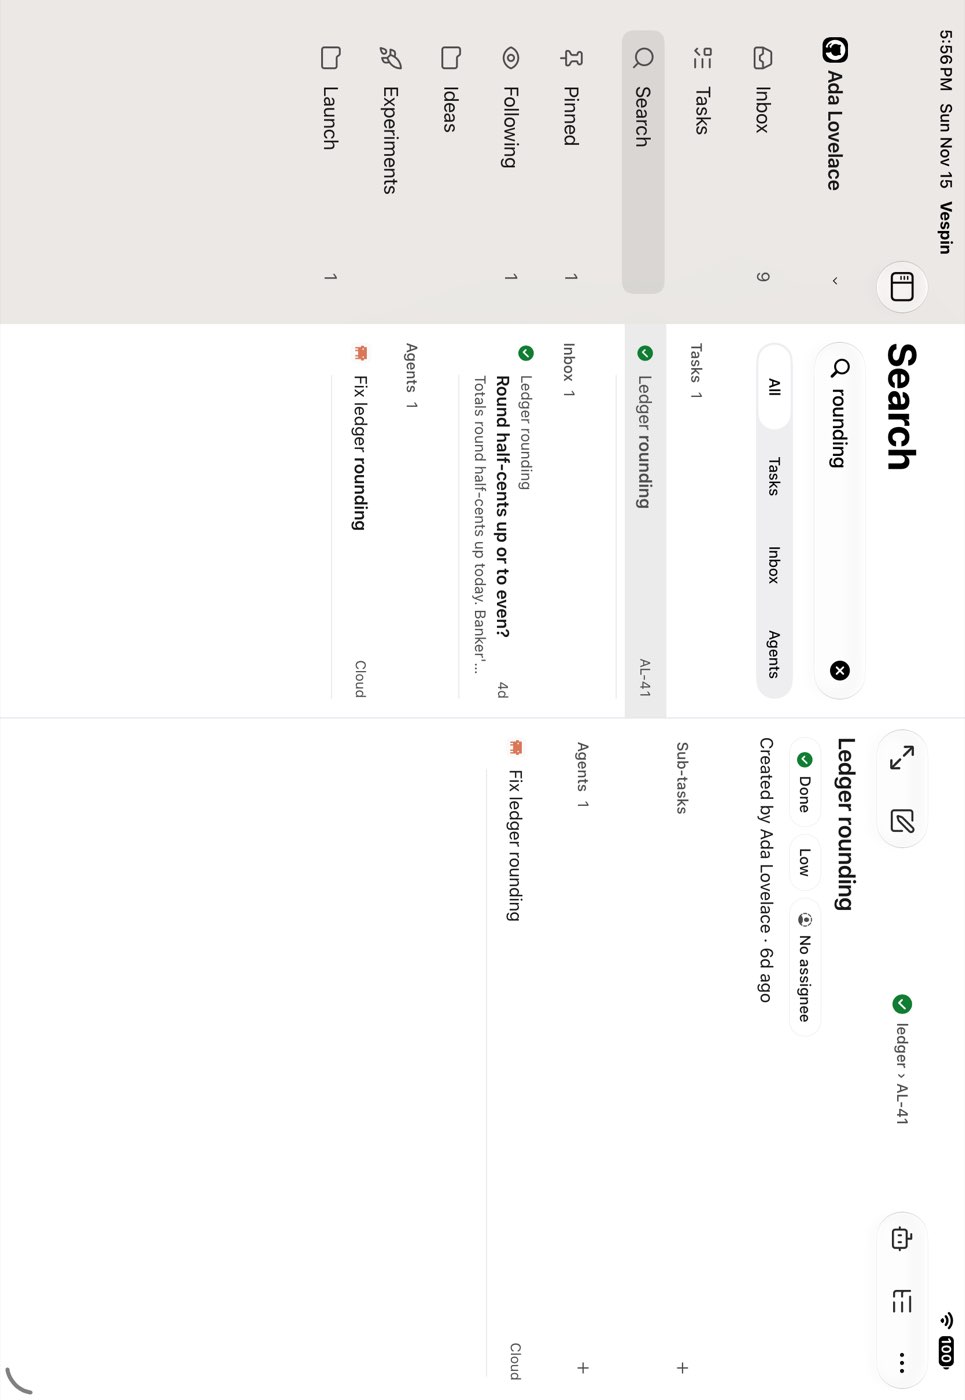 5:56 PM Sun Nov 15 Vespin
100
Ada Lovelace
Inbox 9
Tasks
Search
Pinned 1
Following 1
Ideas
Experiments
Launch 1
Search
rounding
All Tasks Inbox Agents
Tasks 1
Ledger rounding AL-41
Inbox 1
Ledger rounding
Round half-cents up or to even? 4d
Totals round half-cents up today. Banker'...
Agents 1
Fix ledger rounding Cloud
ledger › AL-41
Ledger rounding
Done Low No assignee
Created by Ada Lovelace · 6d ago
Sub-tasks
Agents 1
Fix ledger rounding Cloud